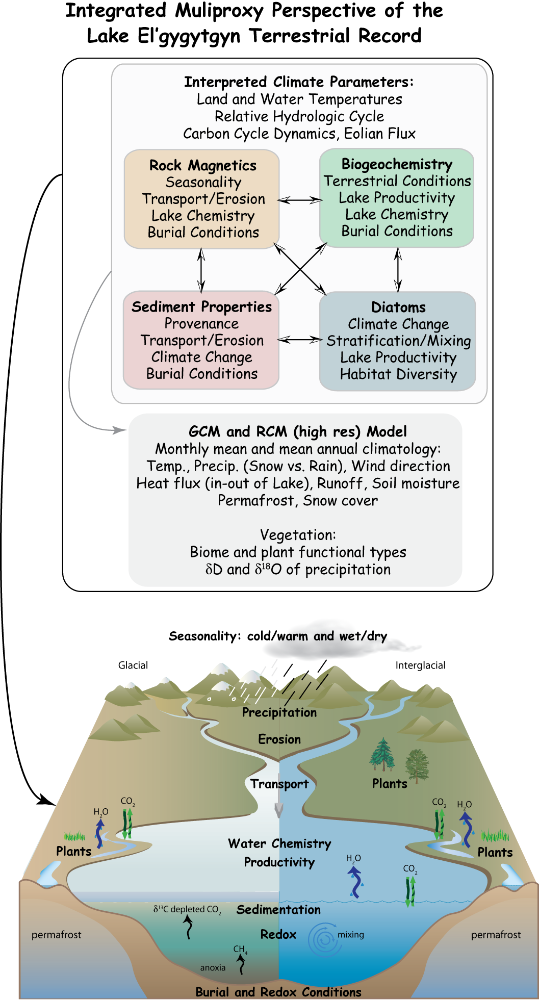 Integrated Muliproxy Perspective of the
Lake El'gygytgyn Terrestrial Record
Interpreted Climate Parameters:
Land and Water Temperatures
Relative Hydrologic Cycle
Carbon Cycle Dynamics, Eolian Flux
Rock Magnetics
Seasonality
Transport/Erosion
Lake Chemistry
Burial Conditions
Biogeochemistry
Terrestrial Conditions
Lake Productivity
Lake Chemistry
Burial Conditions
Sediment Properties
Provenance
Transport/Erosion
Climate Change
Burial Conditions
Diatoms
Climate Change
Stratification/Mixing
Lake Productivity
Habitat Diversity
GCM and RCM (high res) Model
Monthly mean and mean annual climatology:
Temp., Precip. (Snow vs. Rain), Wind direction
Heat flux (in-out of Lake), Runoff, Soil moisture
Permafrost, Snow cover
Vegetation:
Biome and plant functional types
δD and δ¹⁸O of precipitation
Seasonality: cold/warm and wet/dry
Glacial
Interglacial
Precipitation
Erosion
Transport
Plants
CO₂
H₂O
CO₂
H₂O
Plants
Water Chemistry
Productivity
Plants
H₂O
CO₂
δ¹³C depleted CO₂
Sedimentation
permafrost
Redox
mixing
permafrost
CH₄
anoxia
Burial and Redox Conditions